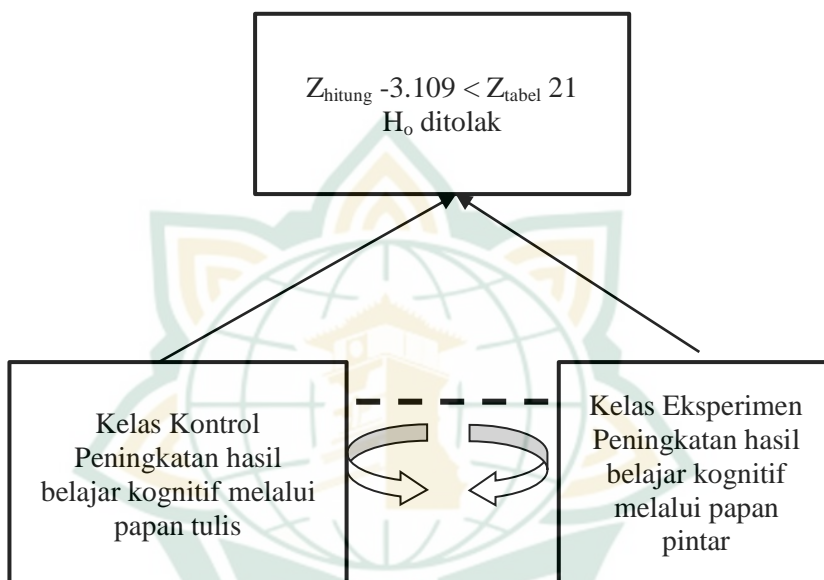 Zhitung -3.109 < Ztabel 21
Ho ditolak
Kelas Kontrol
Peningkatan hasil
belajar kognitif melalui
papan tulis
Kelas Eksperimen
Peningkatan hasil
belajar kognitif
melalui papan
pintar